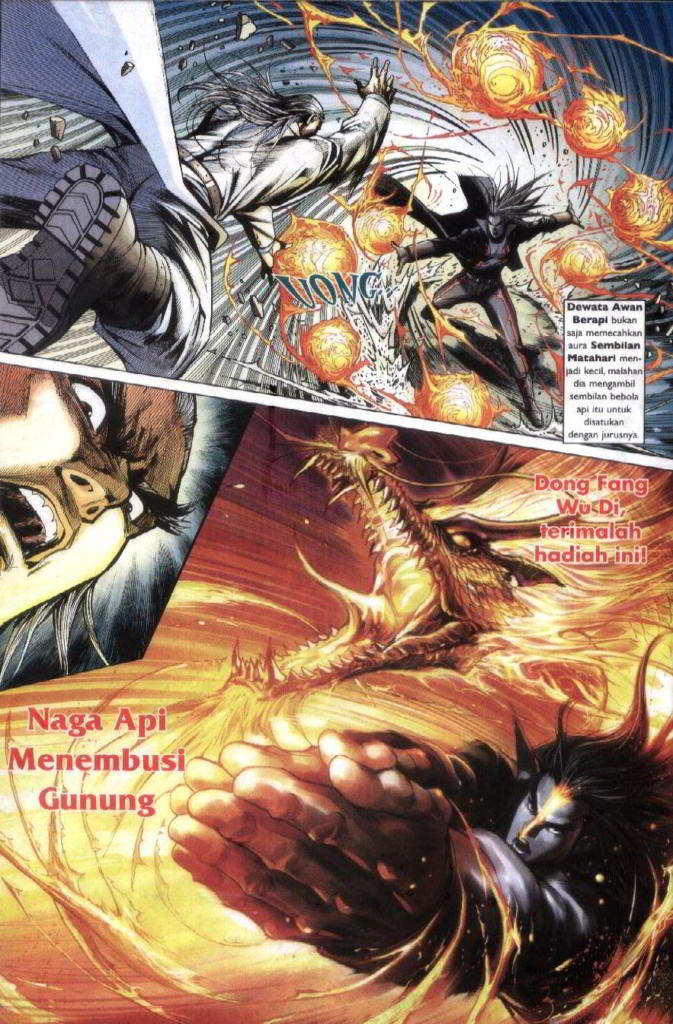 UONG
Dewata Awan
Berapi bukan
saja memecahkan
aura Sembilan
Matahari men-
jadi kecil, malahan
dia mengambil
sembilan bebola
api itu untuk
disatukan
dengan jurusnya.
Dong Fang
Wu Di,
terimalah
hadiah ini!
Naga Api
Menembusi
Gunung